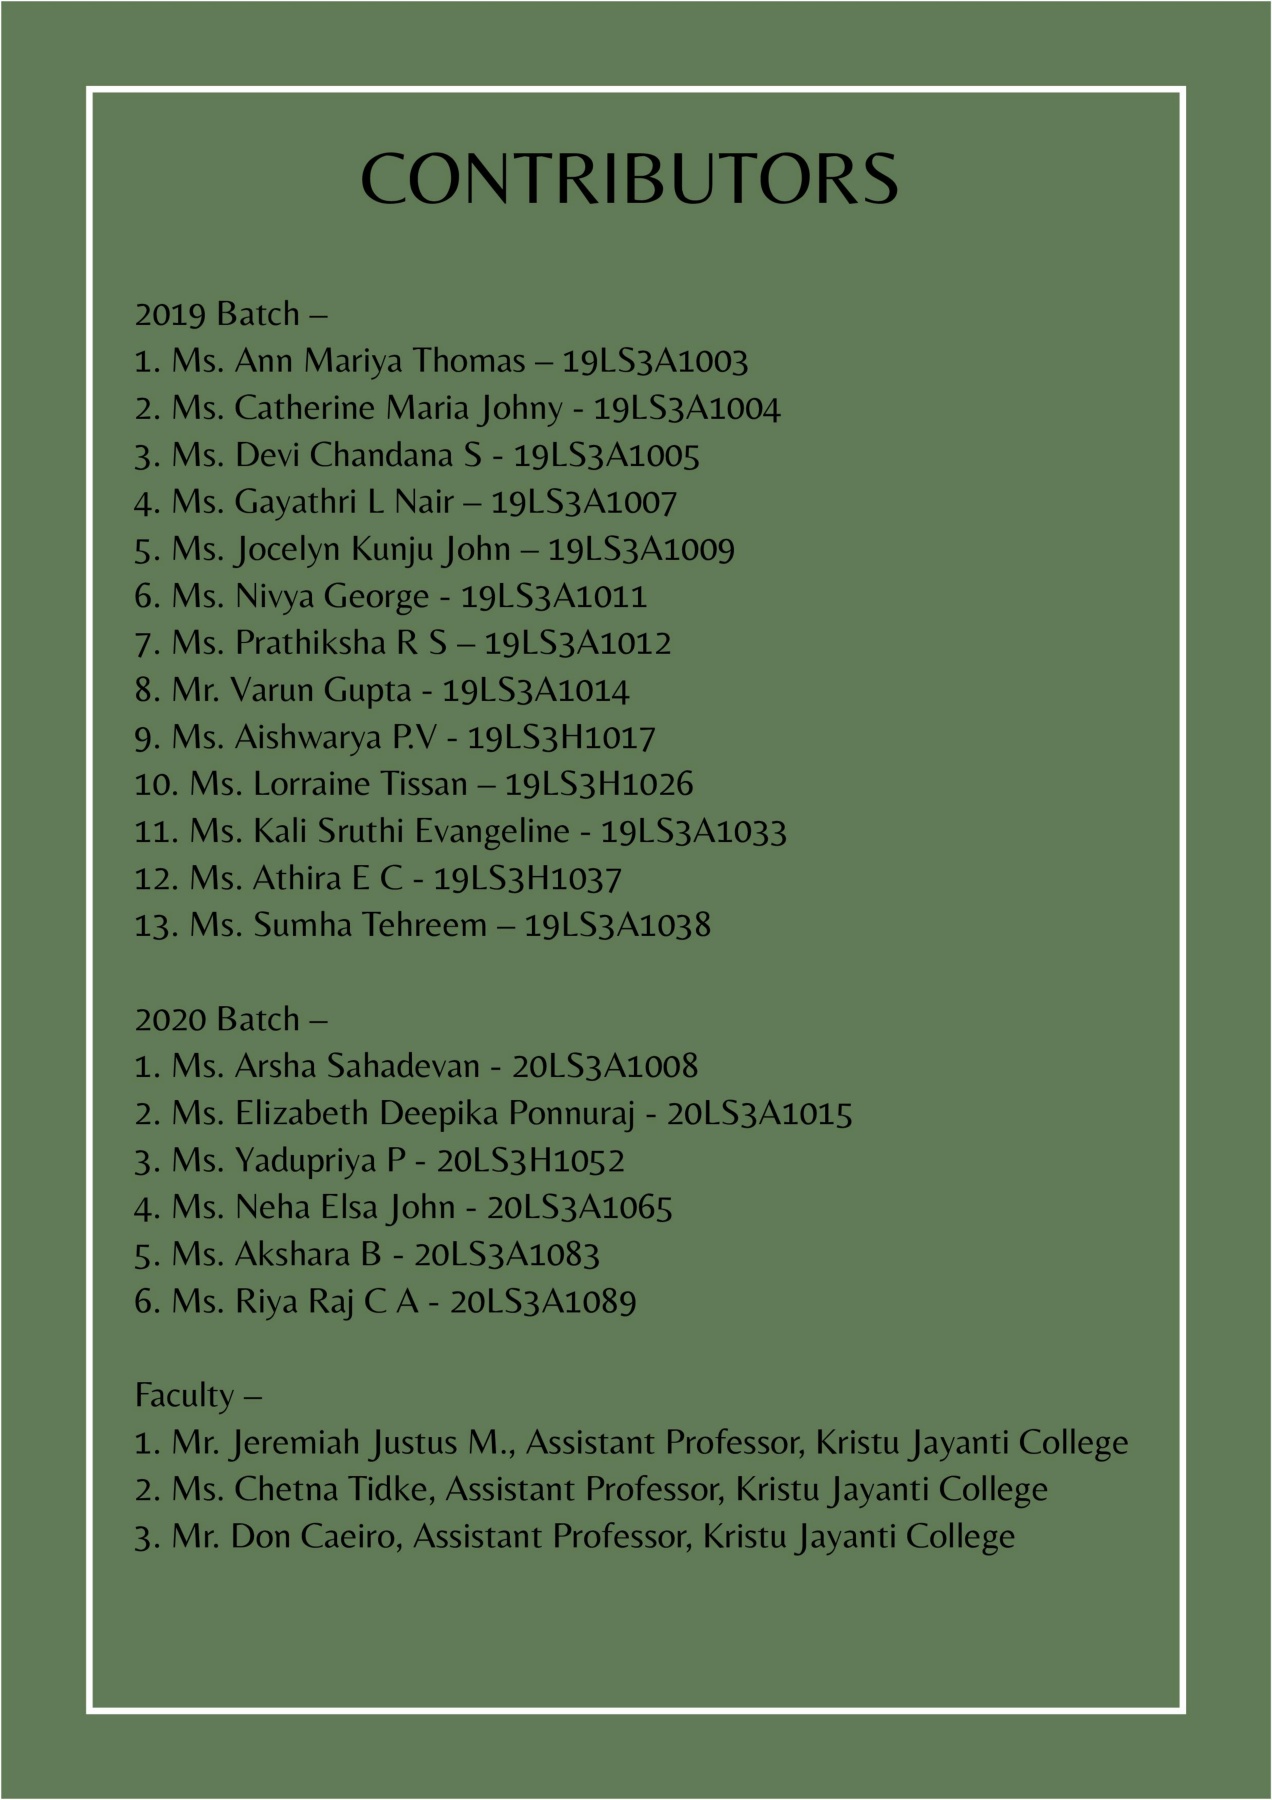 CONTRIBUTORS
2019 Batch –
1. Ms. Ann Mariya Thomas – 19LS3A1003
2. Ms. Catherine Maria Johny - 19LS3A1004
3. Ms. Devi Chandana S - 19LS3A1005
4. Ms. Gayathri L Nair – 19LS3A1007
5. Ms. Jocelyn Kunju John – 19LS3A1009
6. Ms. Nivya George - 19LS3A1011
7. Ms. Prathiksha R S – 19LS3A1012
8. Mr. Varun Gupta - 19LS3A1014
9. Ms. Aishwarya P.V - 19LS3H1017
10. Ms. Lorraine Tissan – 19LS3H1026
11. Ms. Kali Sruthi Evangeline - 19LS3A1033
12. Ms. Athira E C - 19LS3H1037
13. Ms. Sumha Tehreem – 19LS3A1038
2020 Batch –
1. Ms. Arsha Sahadevan - 20LS3A1008
2. Ms. Elizabeth Deepika Ponnuraj - 20LS3A1015
3. Ms. Yadupriya P - 20LS3H1052
4. Ms. Neha Elsa John - 20LS3A1065
5. Ms. Akshara B - 20LS3A1083
6. Ms. Riya Raj C A - 20LS3A1089
Faculty –
1. Mr. Jeremiah Justus M., Assistant Professor, Kristu Jayanti College
2. Ms. Chetna Tidke, Assistant Professor, Kristu Jayanti College
3. Mr. Don Caeiro, Assistant Professor, Kristu Jayanti College